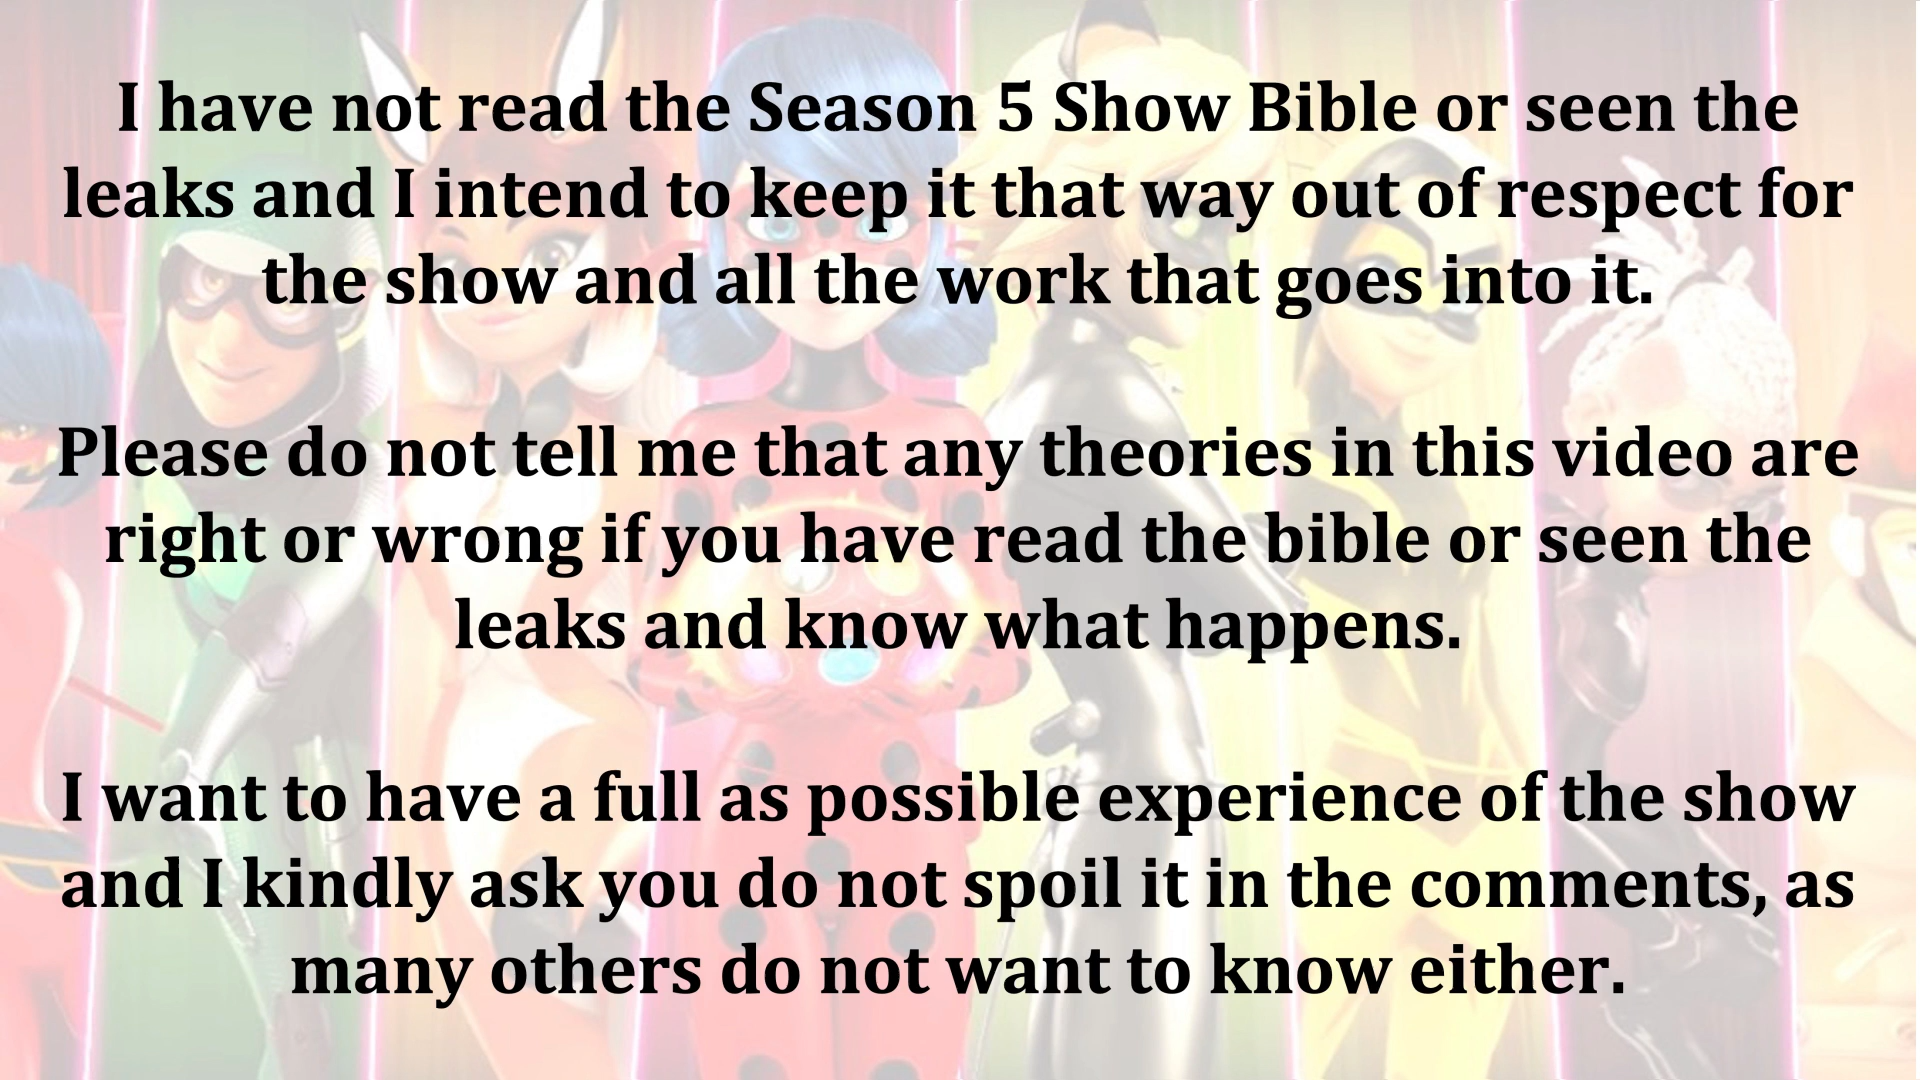 I have not read the Season 5 Show Bible or seen the
leaks and I intend to keep it that way out of respect for
the show and all the work that goes into it.
Please do not tell me that any theories in this video are
right or wrong if you have read the bible or seen the
leaks and know what happens.
I want to have a full as possible experience of the show
and I kindly ask you do not spoil it in the comments, as
many others do not want to know either.